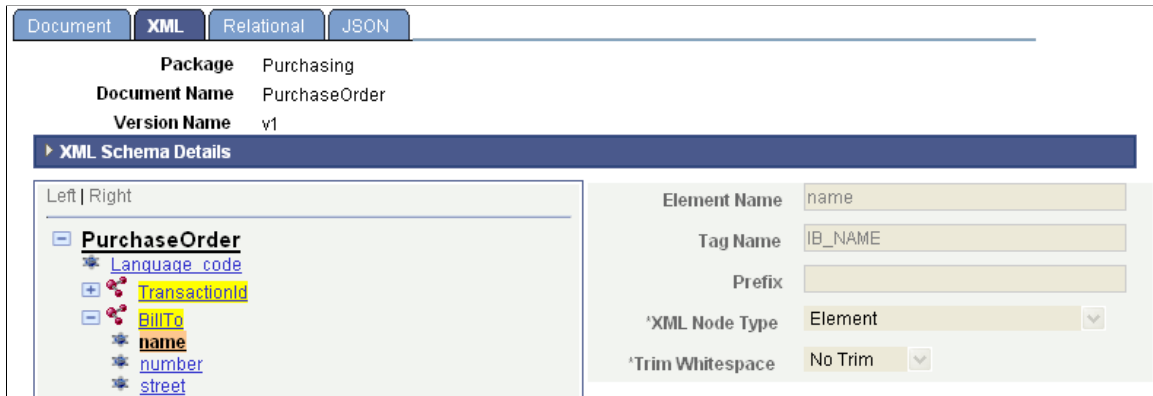 Document XML Relational JSON
Package Purchasing
Document Name PurchaseOrder
Version Name v1
XML Schema Details
Left | Right
PurchaseOrder
Language_code
TransactionId
BillTo
name
number
street
Element Name name
Tag Name IB_NAME
Prefix
*XML Node Type Element
*Trim Whitespace No Trim